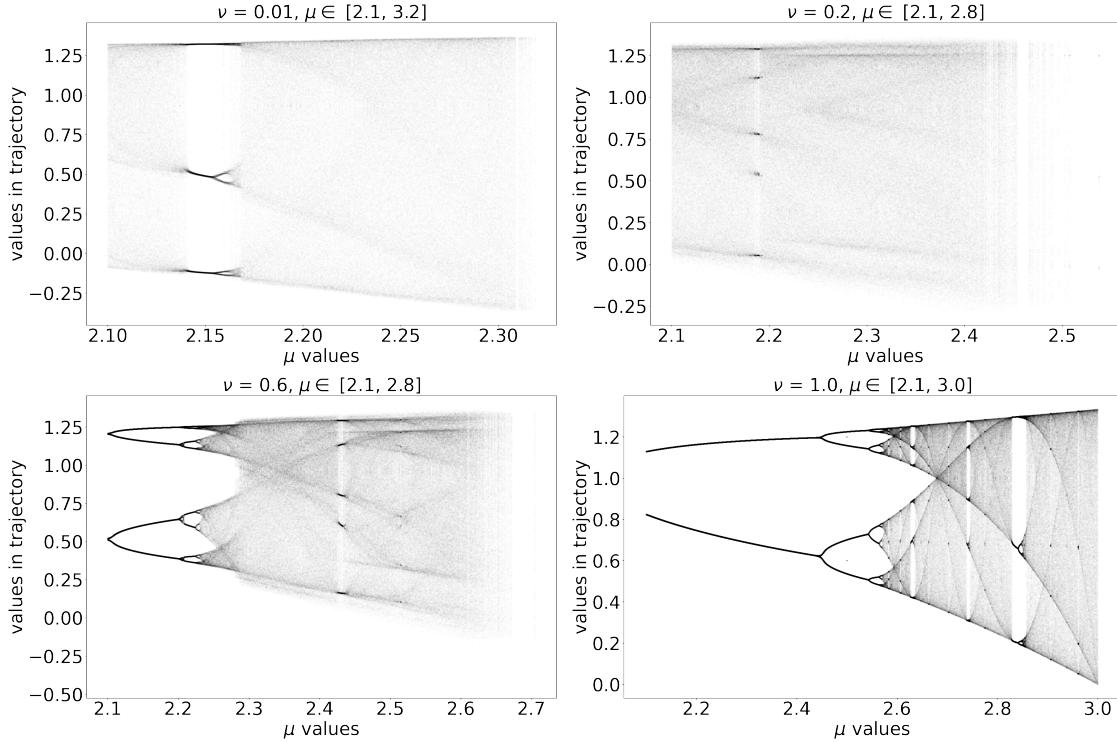 ν = 0.01, μ ∈ [2.1, 3.2]
values in trajectory
1.25
1.00
0.75
0.50
0.25
0.00
−0.25
2.10 2.15 2.20 2.25 2.30
μ values
ν = 0.2, μ ∈ [2.1, 2.8]
values in trajectory
1.25
1.00
0.75
0.50
0.25
0.00
−0.25
2.1 2.2 2.3 2.4 2.5
μ values
ν = 0.6, μ ∈ [2.1, 2.8]
values in trajectory
1.25
1.00
0.75
0.50
0.25
0.00
−0.25
−0.50
2.1 2.2 2.3 2.4 2.5 2.6 2.7
μ values
ν = 1.0, μ ∈ [2.1, 3.0]
values in trajectory
1.2
1.0
0.8
0.6
0.4
0.2
0.0
2.2 2.4 2.6 2.8 3.0
μ values